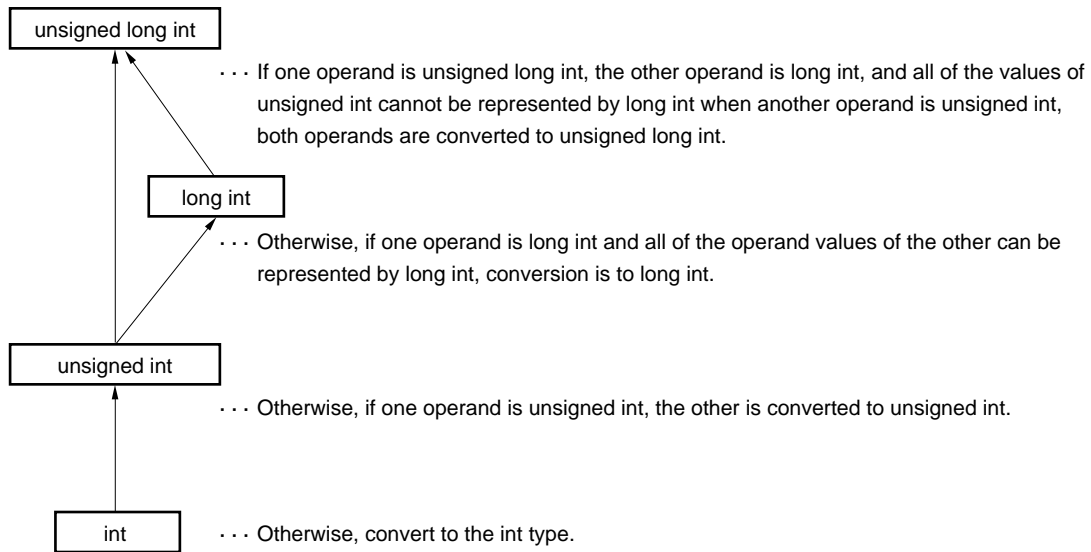 unsigned long int
· · · If one operand is unsigned long int, the other operand is long int, and all of the values of
unsigned int cannot be represented by long int when another operand is unsigned int,
both operands are converted to unsigned long int.
long int
· · · Otherwise, if one operand is long int and all of the operand values of the other can be
represented by long int, conversion is to long int.
unsigned int
· · · Otherwise, if one operand is unsigned int, the other is converted to unsigned int.
int
· · · Otherwise, convert to the int type.